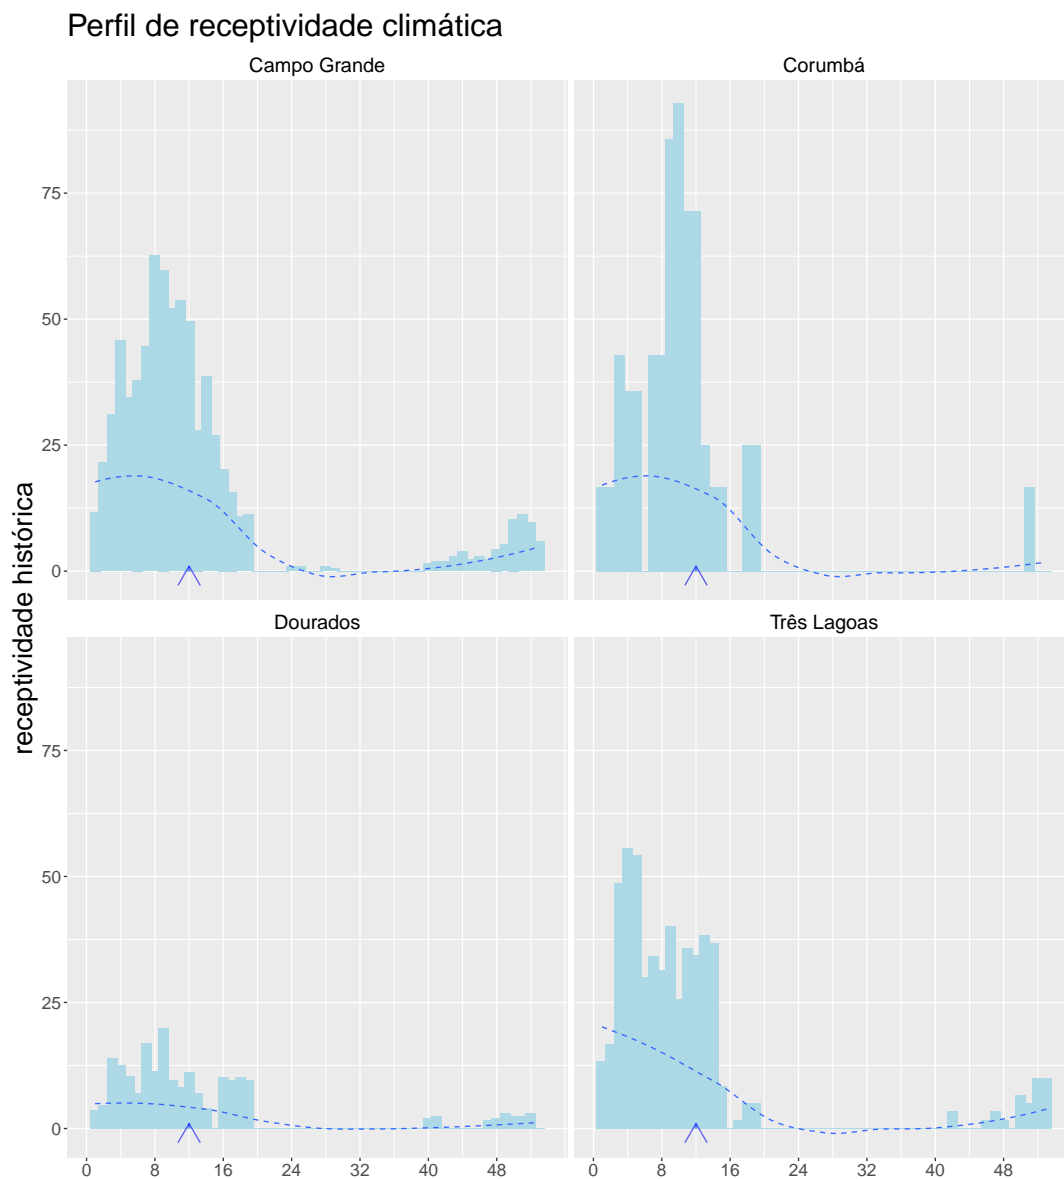 Perfil de receptividade climática
Campo Grande
Corumbá
75
50
25
0
receptividade histórica
Dourados
Três Lagoas
75
50
25
0
0 8 16 24 32 40 48
0 8 16 24 32 40 48